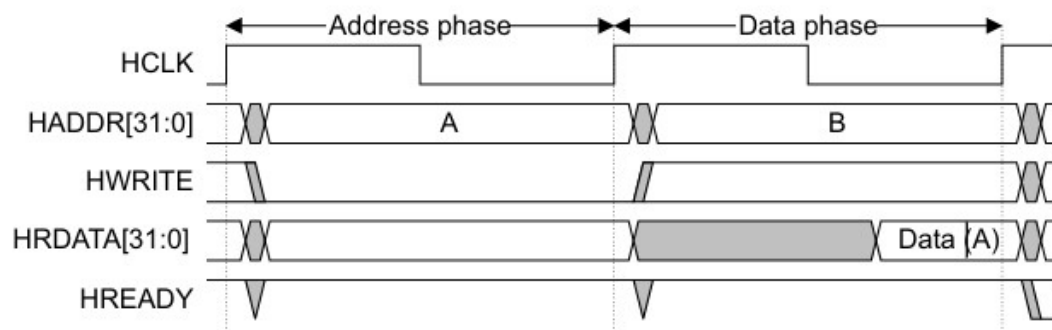 Address phase Data phase
HCLK
HADDR[31:0] A B
HWRITE
HRDATA[31:0] Data (A)
HREADY